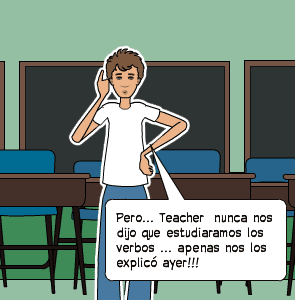 Pero... Teacher nunca nos
dijo que estudiaramos los
verbos ... apenas nos los
explicó ayer!!!